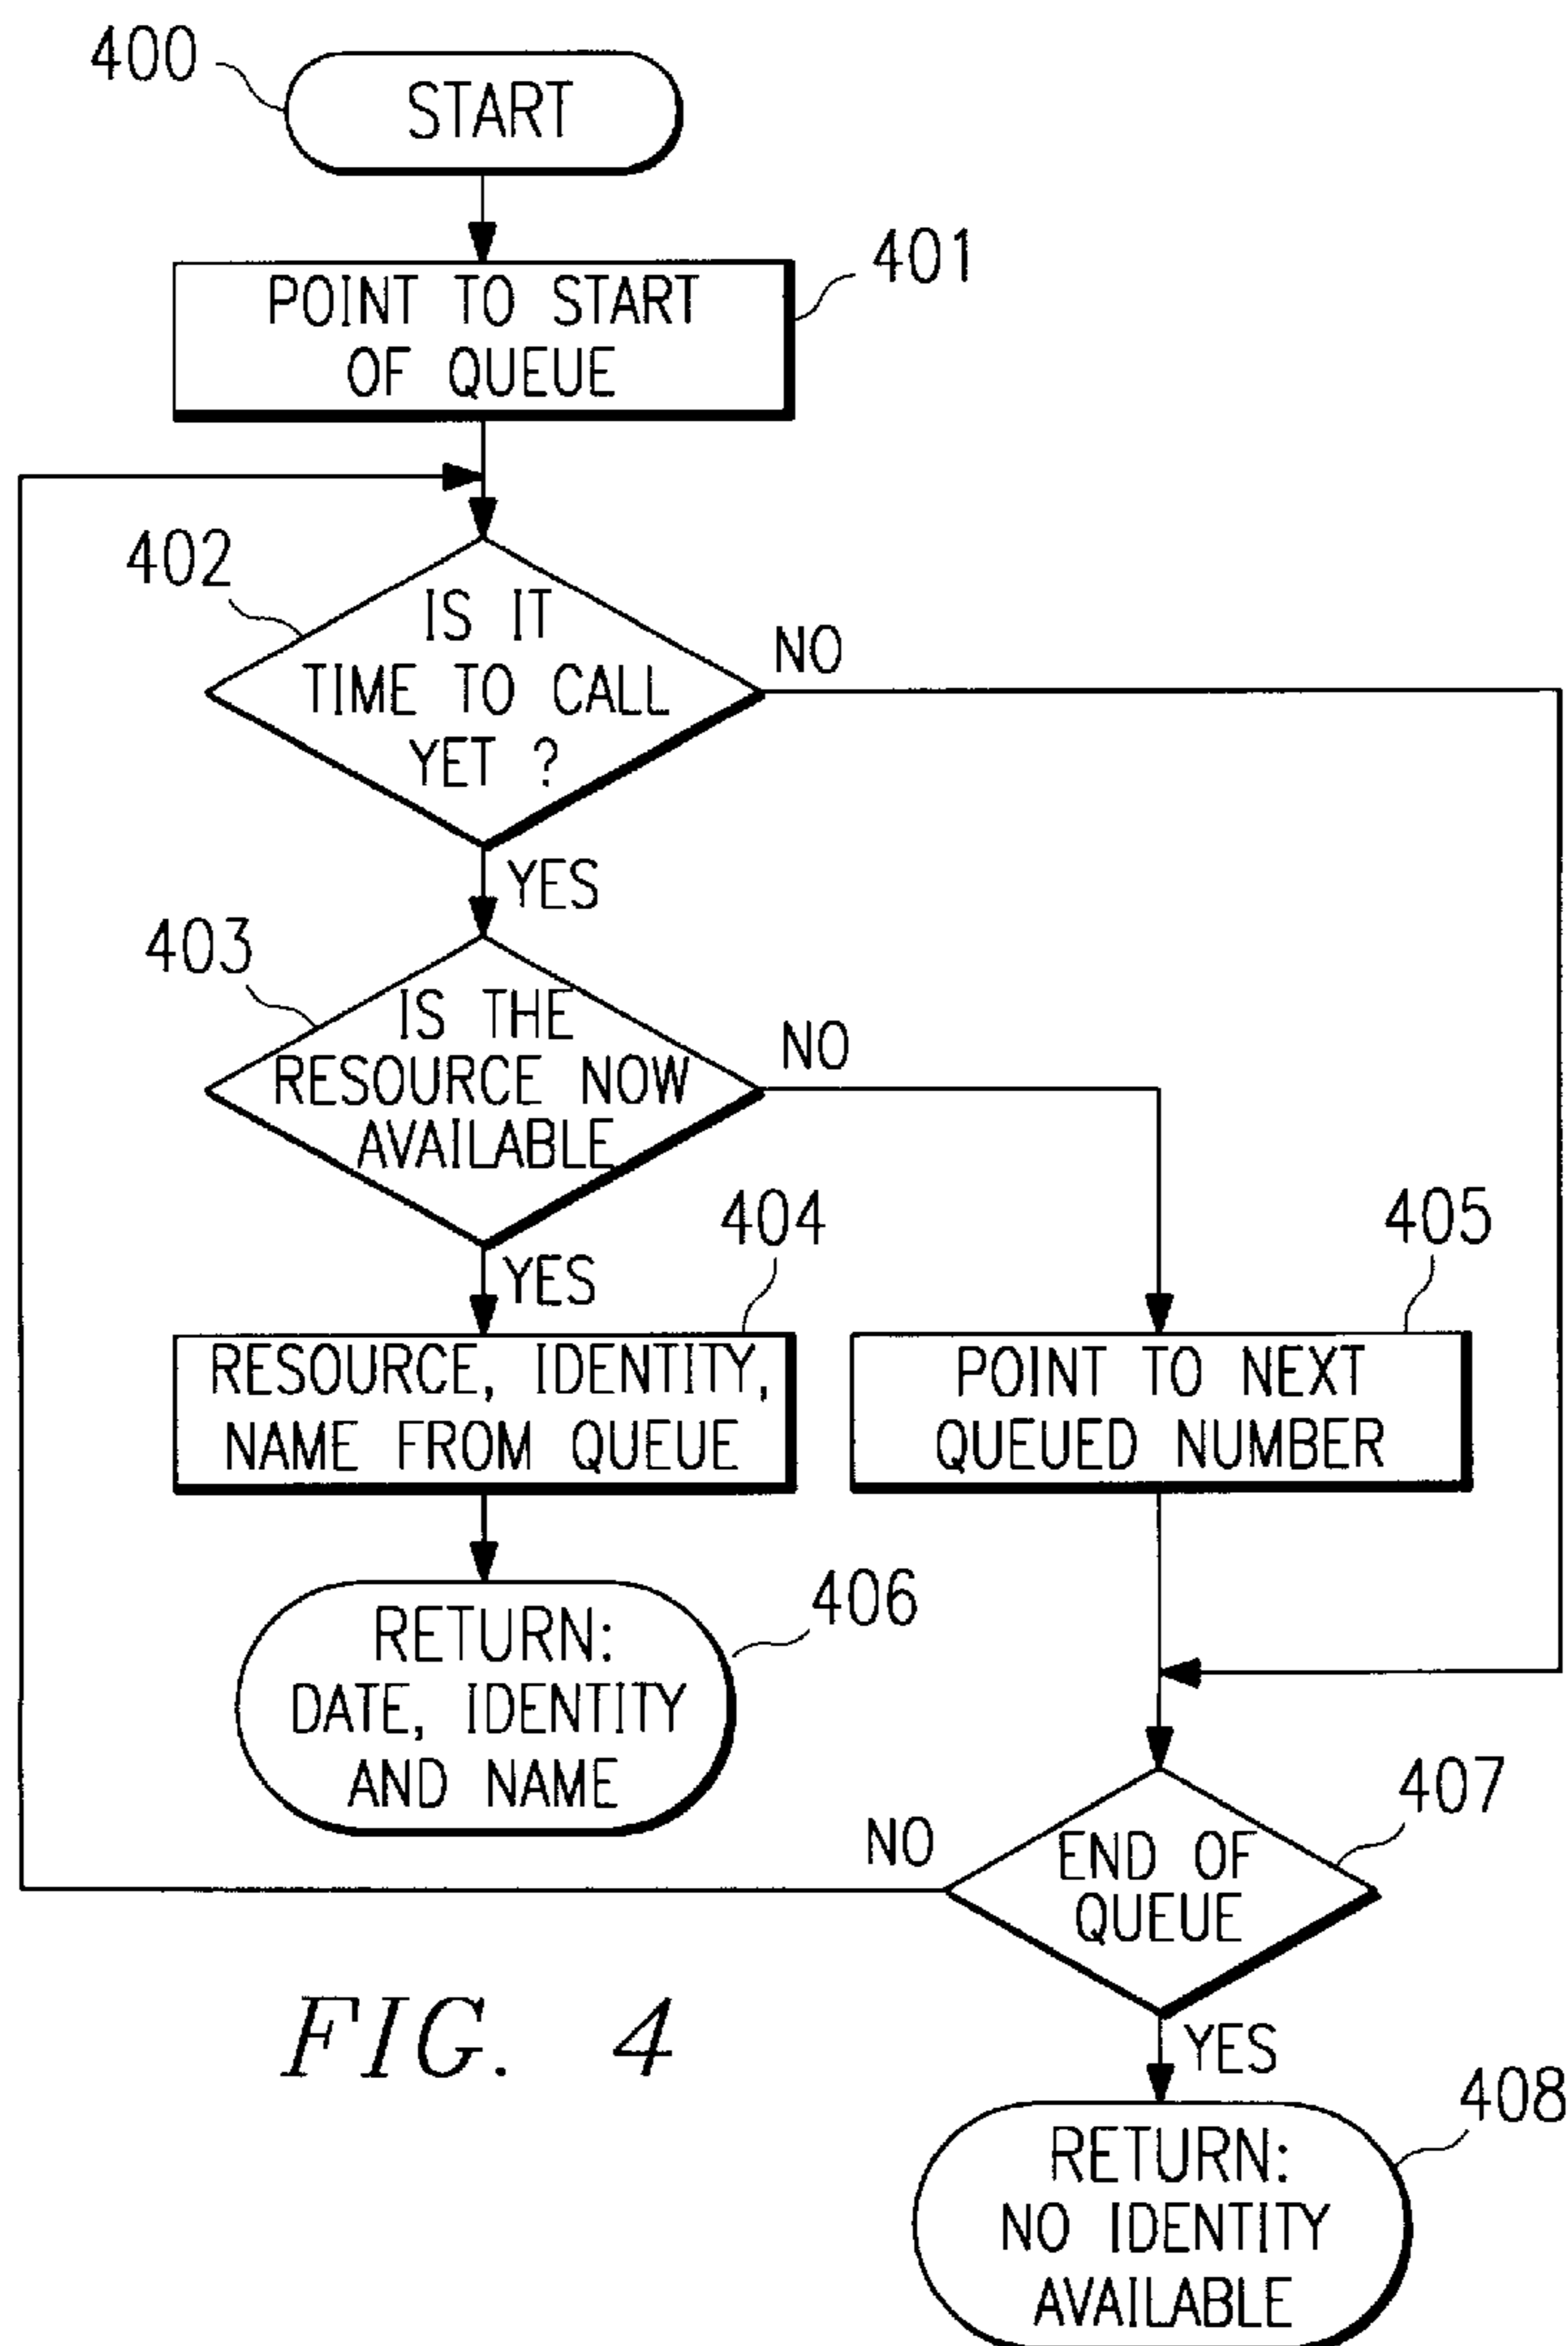 400
START
401
POINT TO START
OF QUEUE
402
IS IT
TIME TO CALL
YET ?
NO
YES
403
IS THE
RESOURCE NOW
AVAILABLE
NO
YES
404
RESOURCE, IDENTITY,
NAME FROM QUEUE
405
POINT TO NEXT
QUEUED NUMBER
406
RETURN:
DATE, IDENTITY
AND NAME
407
NO
END OF
QUEUE
YES
FIG. 4
408
RETURN:
NO IDENTITY
AVAILABLE